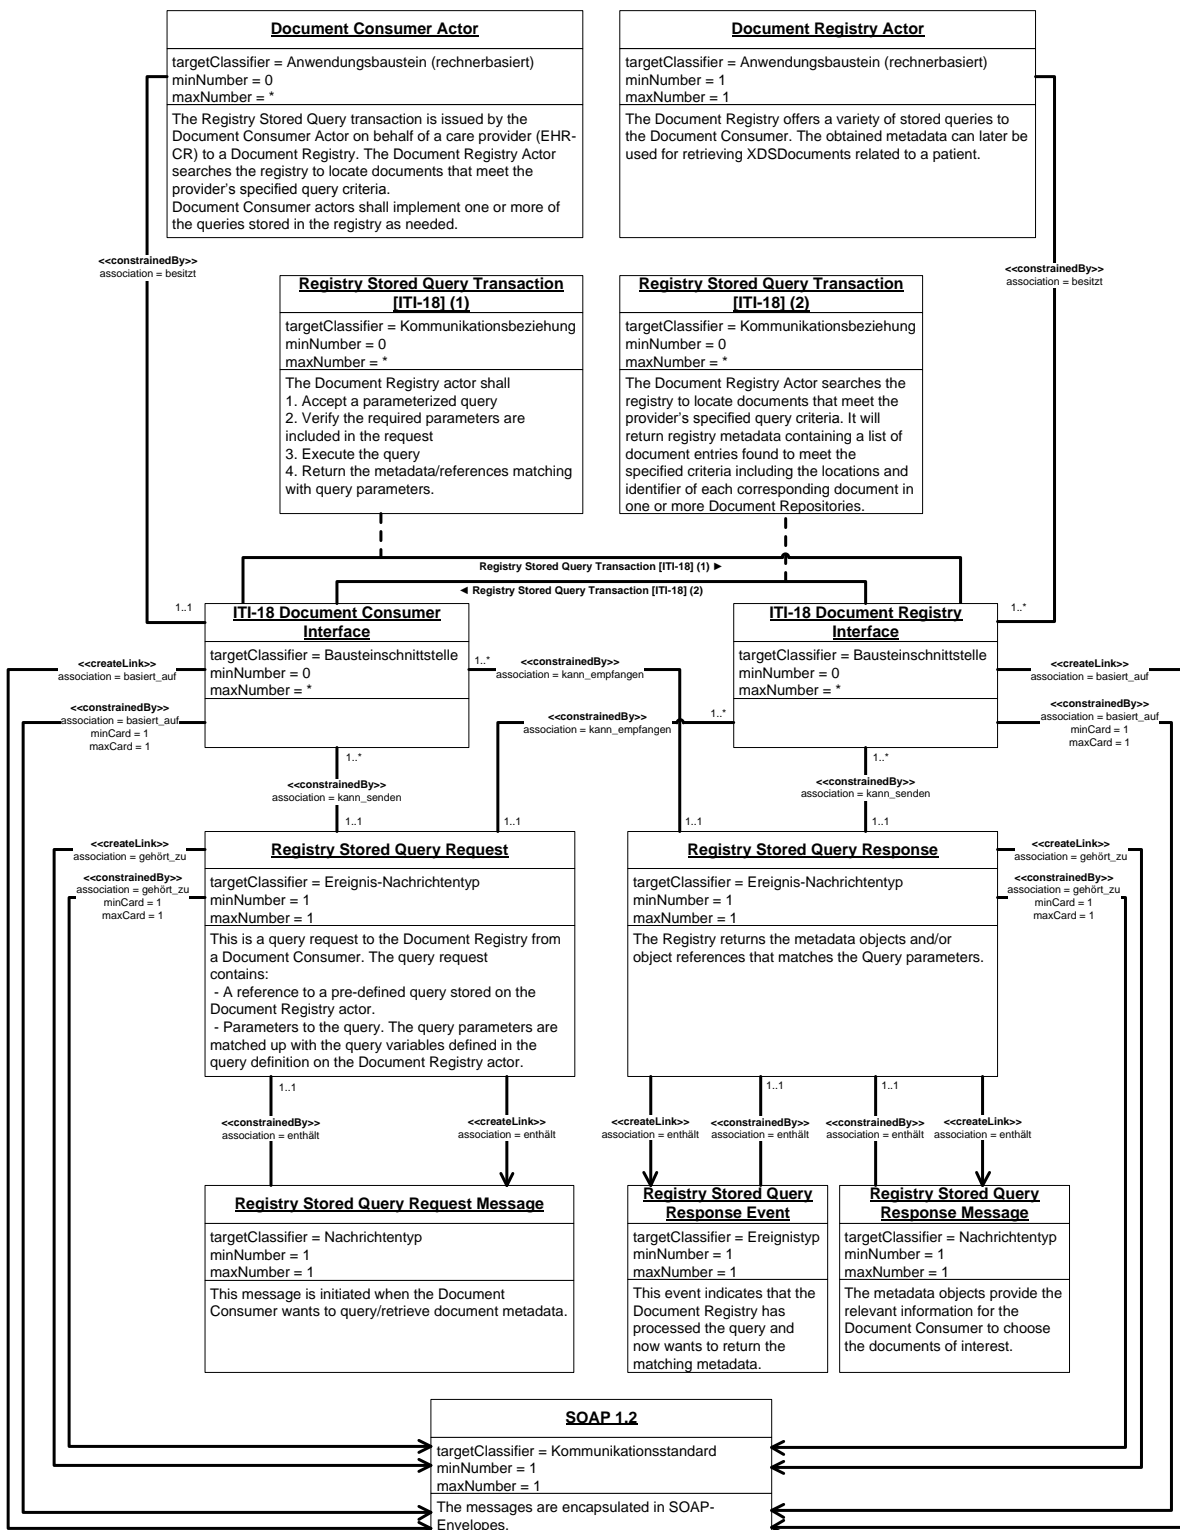 Document Consumer Actor
targetClassifier = Anwendungsbaustein (rechnerbasiert)
minNumber = 0
maxNumber = *
The Registry Stored Query transaction is issued by the
Document Consumer Actor on behalf of a care provider (EHR-
CR) to a Document Registry. The Document Registry Actor
searches the registry to locate documents that meet the
provider's specified query criteria.
Document Consumer actors shall implement one or more of
the queries stored in the registry as needed.
Document Registry Actor
targetClassifier = Anwendungsbaustein (rechnerbasiert)
minNumber = 1
maxNumber = 1
The Document Registry offers a variety of stored queries to
the Document Consumer. The obtained metadata can later be
used for retrieving XDSDocuments related to a patient.
<<constrainedBy>>
association = besitzt
<<constrainedBy>>
association = besitzt
Registry Stored Query Transaction
[ITI-18] (1)
targetClassifier = Kommunikationsbeziehung
minNumber = 0
maxNumber = *
The Document Registry actor shall
1. Accept a parameterized query
2. Verify the required parameters are
included in the request
3. Execute the query
4. Return the metadata/references matching
with query parameters.
Registry Stored Query Transaction
[ITI-18] (2)
targetClassifier = Kommunikationsbeziehung
minNumber = 0
maxNumber = *
The Document Registry Actor searches the
registry to locate documents that meet the
provider's specified query criteria. It will
return registry metadata containing a list of
document entries found to meet the
specified criteria including the locations and
identifier of each corresponding document in
one or more Document Repositories.
Registry Stored Query Transaction [ITI-18] (1) ►
◄ Registry Stored Query Transaction [ITI-18] (2)
1..1
ITI-18 Document Consumer
Interface
targetClassifier = Bausteinschnittstelle
minNumber = 0
maxNumber = *
1..*
ITI-18 Document Registry
Interface
targetClassifier = Bausteinschnittstelle
minNumber = 0
maxNumber = *
<<createLink>>
association = basiert_auf
<<constrainedBy>>
association = basiert_auf
minCard = 1
maxCard = 1
1..*
<<constrainedBy>>
association = kann_empfangen
<<constrainedBy>>
association = kann_empfangen
1..*
<<createLink>>
association = basiert_auf
<<constrainedBy>>
association = basiert_auf
minCard = 1
maxCard = 1
1..*
<<constrainedBy>>
association = kann_senden
1..1
1..1
1..*
<<constrainedBy>>
association = kann_senden
1..1
1..1
<<createLink>>
association = gehört_zu
<<constrainedBy>>
association = gehört_zu
minCard = 1
maxCard = 1
Registry Stored Query Request
targetClassifier = Ereignis-Nachrichtentyp
minNumber = 1
maxNumber = 1
This is a query request to the Document Registry from
a Document Consumer. The query request
contains:
- A reference to a pre-defined query stored on the
Document Registry actor.
- Parameters to the query. The query parameters are
matched up with the query variables defined in the
query definition on the Document Registry actor.
Registry Stored Query Response
targetClassifier = Ereignis-Nachrichtentyp
minNumber = 1
maxNumber = 1
The Registry returns the metadata objects and/or
object references that matches the Query parameters.
<<createLink>>
association = gehört_zu
<<constrainedBy>>
association = gehört_zu
minCard = 1
maxCard = 1
1..1
<<constrainedBy>>
association = enthält
<<createLink>>
association = enthält
<<createLink>>
association = enthält
1..1
<<constrainedBy>>
association = enthält
1..1
<<constrainedBy>>
association = enthält
<<createLink>>
association = enthält
Registry Stored Query Request Message
targetClassifier = Nachrichtentyp
minNumber = 1
maxNumber = 1
This message is initiated when the Document
Consumer wants to query/retrieve document metadata.
Registry Stored Query
Response Event
targetClassifier = Ereignistyp
minNumber = 1
maxNumber = 1
This event indicates that the
Document Registry has
processed the query and
now wants to return the
matching metadata.
Registry Stored Query
Response Message
targetClassifier = Nachrichtentyp
minNumber = 1
maxNumber = 1
The metadata objects provide the
relevant information for the
Document Consumer to choose
the documents of interest.
SOAP 1.2
targetClassifier = Kommunikationsstandard
minNumber = 1
maxNumber = 1
The messages are encapsulated in SOAP-
Envelopes.